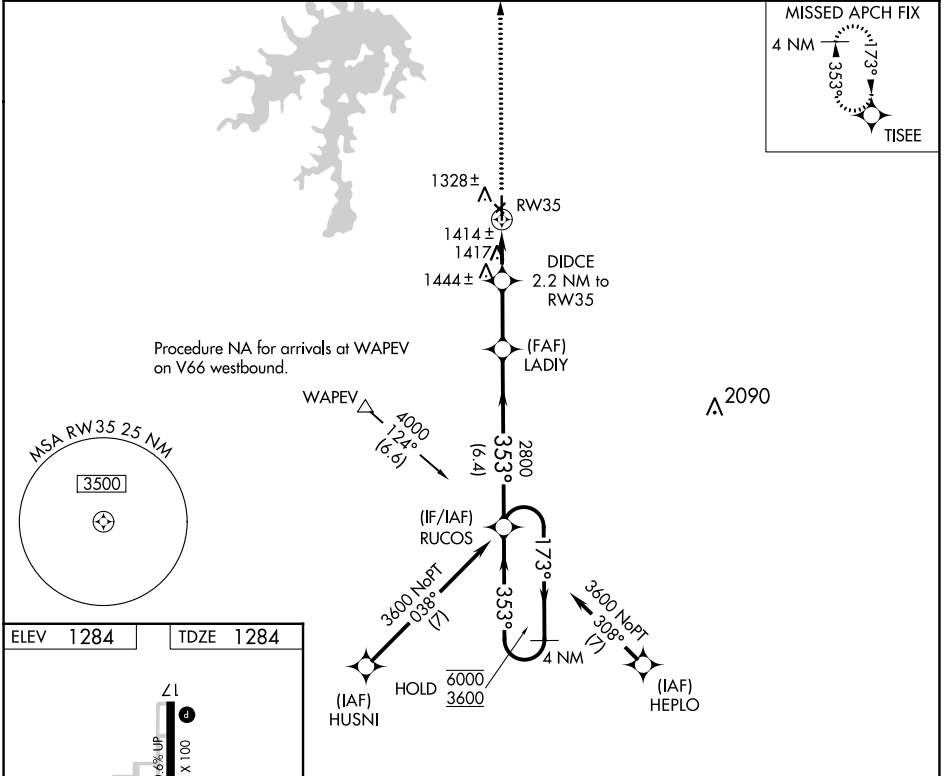 MISSED APCH FIX
4 NM
353°
173°
TISEE
1328±
RW35
1414±
1417
1444±
DIDCE
2.2 NM to
RW35
(FAF)
LADIY
Procedure NA for arrivals at WAPEV
on V66 westbound.
WAPEV
4000
124°
(6.6)
2090
2800
353°
(6.4)
MSA RW35 25 NM
3500
(IF/IAF)
RUCOS
173°
353°
3600 NoPT
038°
(7)
3600 NoPT
308°
(7)
4 NM
HOLD
6000
3600
(IAF)
HUSNI
(IAF)
HEPLO
ELEV 1284
TDZE 1284
17
P
X 100